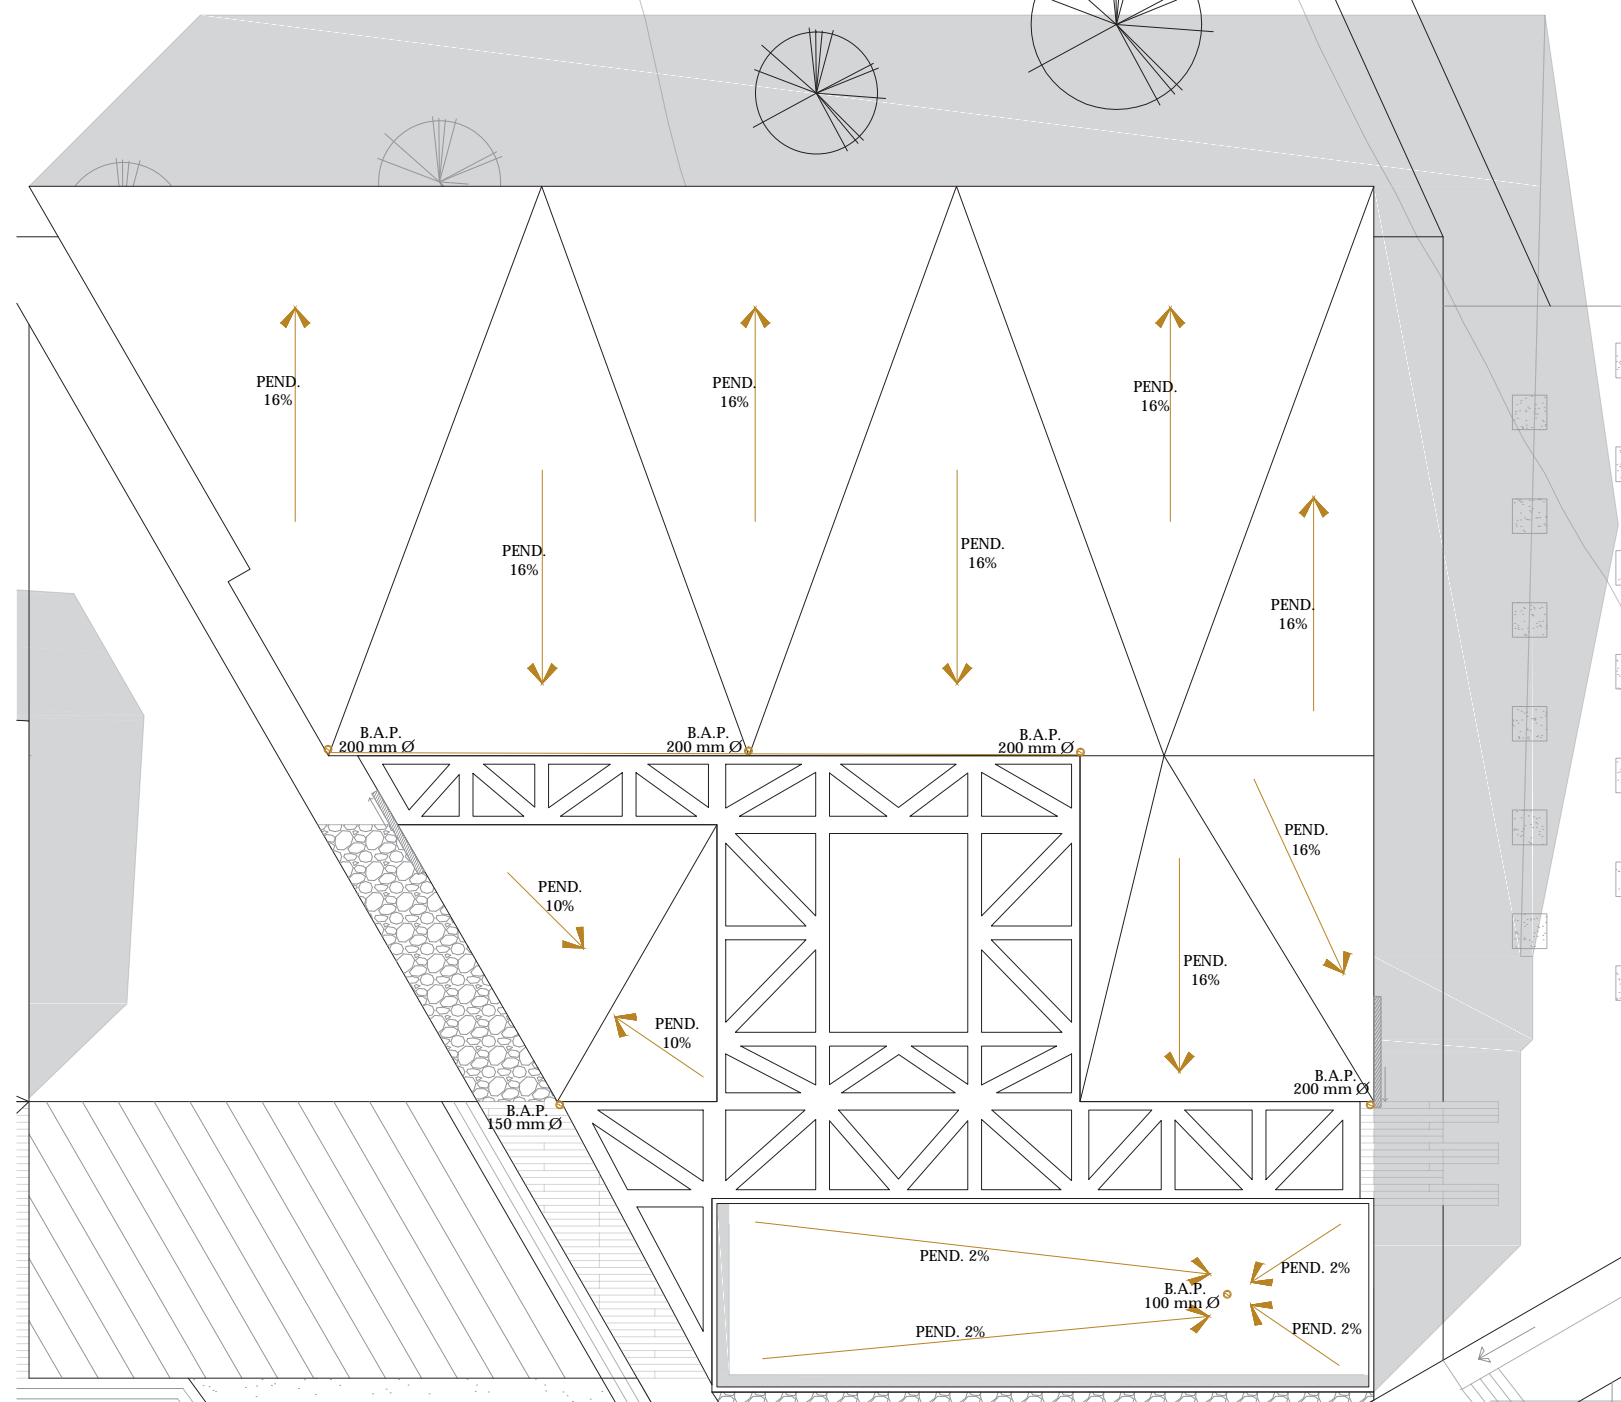 PEND.
16%
PEND.
16%
PEND.
16%
PEND.
16%
PEND.
16%
PEND.
16%
B.A.P.
200 mm Ø
B.A.P.
200 mm Ø
B.A.P.
200 mm Ø
PEND.
16%
PEND.
10%
PEND.
16%
PEND.
10%
B.A.P.
200 mm Ø
B.A.P.
150 mm Ø
PEND. 2%
PEND. 2%
B.A.P.
100 mm Ø
PEND. 2%
PEND. 2%